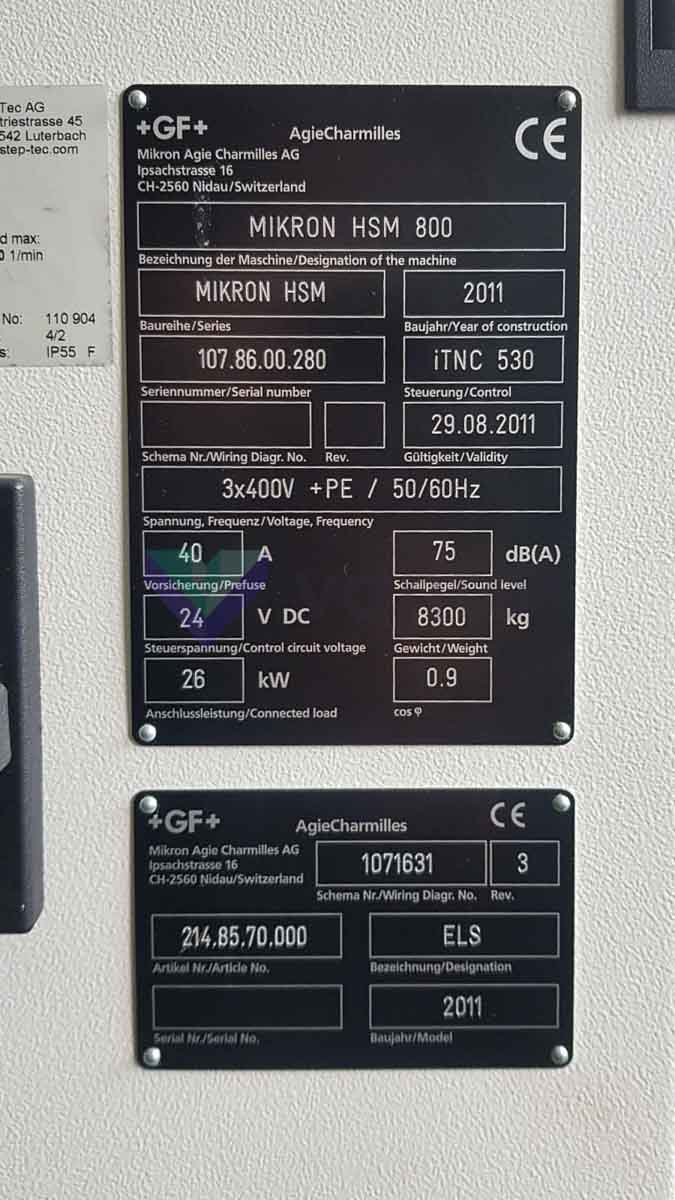 Tec AG
triestrasse 45
542 Luterbach
step-tec.com
d max:
0 1/min
No: 110 904
4/2
s: IP55 F
+GF+ AgieCharmilles CE
Mikron Agie Charmilles AG
Ipsachstrasse 16
CH-2560 Nidau/Switzerland
MIKRON HSM 800
Bezeichnung der Maschine/Designation of the machine
MIKRON HSM 2011
Baureihe/Series Baujahr/Year of construction
107.86.00.280 iTNC 530
Seriennummer/Serial number Steuerung/Control
29.08.2011
Schema Nr./Wiring Diagr. No. Rev. Gültigkeit/Validity
3x400V +PE / 50/60Hz
Spannung, Frequenz/Voltage, Frequency
40 A 75 dB(A)
Vorsicherung/Prefuse Schallpegel/Sound level
24 V DC 8300 kg
Steuerspannung/Control circuit voltage Gewicht/Weight
26 kW 0.9
Anschlussleistung/Connected load cos φ
+GF+ AgieCharmilles CE
Mikron Agie Charmilles AG
Ipsachstrasse 16
CH-2560 Nidau/Switzerland
1071631 3
Schema Nr./Wiring Diagr. No. Rev.
214.85.70.000 ELS
Artikel Nr./Article No. Bezeichnung/Designation
2011
Serial Nr./Serial No. Baujahr/Model